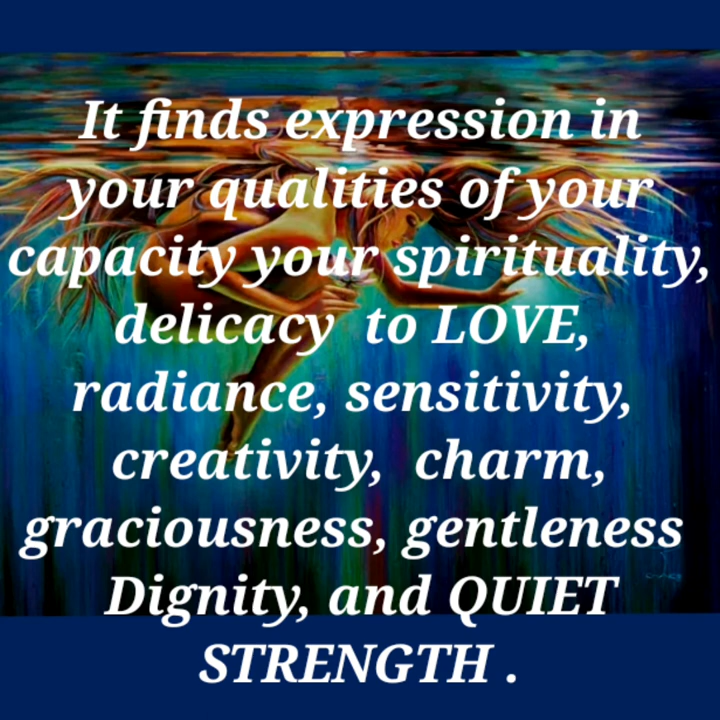 It finds expression in
your qualities of your
capacity your spirituality,
delicacy to LOVE,
radiance, sensitivity,
creativity, charm,
graciousness, gentleness
Dignity, and QUIET
STRENGTH .